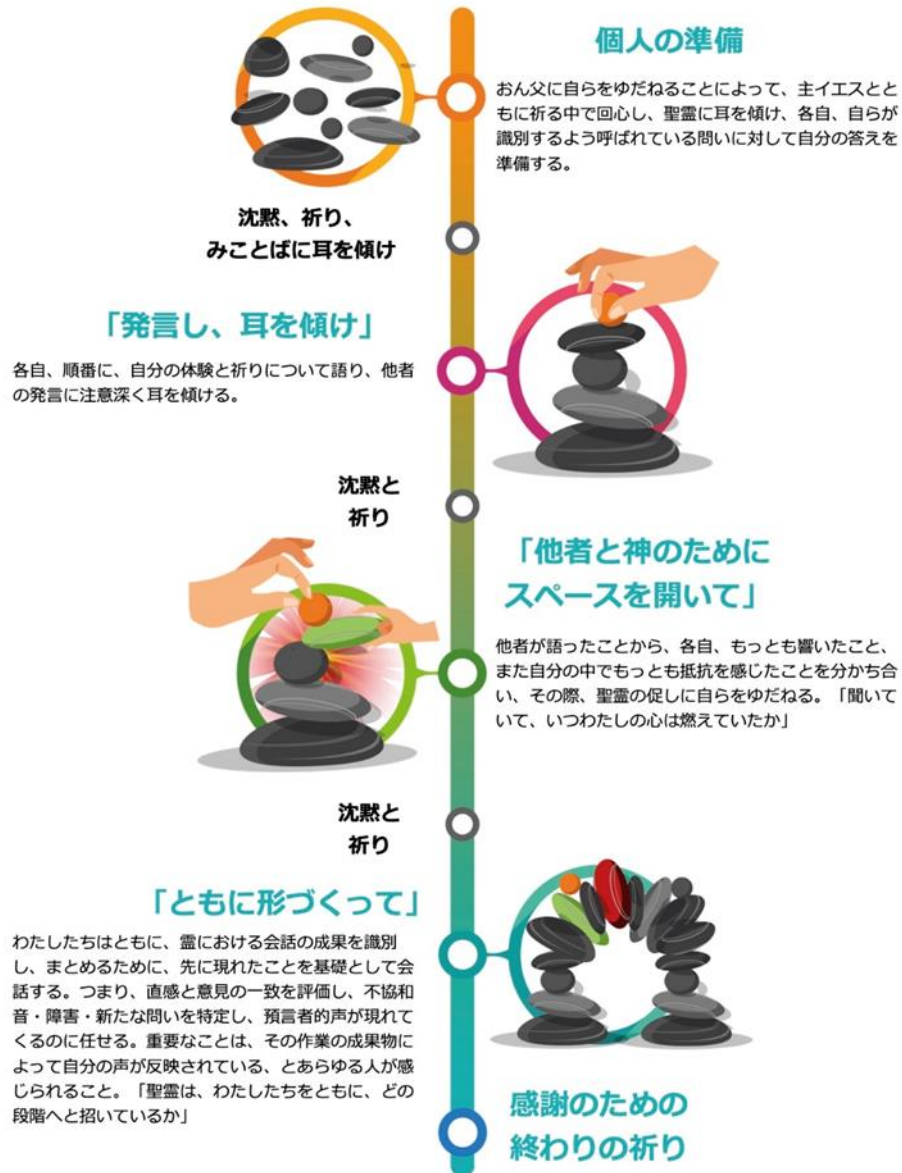 個人の準備
おん父に自らをゆだねることによって、主イエスとと
もに祈る中で回心し、聖霊に耳を傾け、各自、自らが
識別するよう呼ばれている問いに対して自分の答えを
準備する。
沈黙、祈り、
みことばに耳を傾け
「発言し、耳を傾け」
各自、順番に、自分の体験と祈りについて語り、他者
の発言に注意深く耳を傾ける。
沈黙と
祈り
「他者と神のために
スペースを開いて」
他者が語ったことから、各自、もっとも響いたこと、
また自分の中でもっとも抵抗を感じたことを分かち合
い、その際、聖霊の促しに自らをゆだねる。「聞いて
いて、いつわたしの心は燃えていたか」
沈黙と
祈り
「ともに形づくって」
わたしたちはともに、霊における会話の成果を識別
し、まとめるために、先に現れたことを基礎として会
話する。つまり、直感と意見の一致を評価し、不協和
音・障害・新たな問いを特定し、預言者的声が現れて
くるのに任せる。重要なことは、その作業の成果物に
よって自分の声が反映されている、とあらゆる人が感
じられること。「聖霊は、わたしたちをともに、どの
段階へと招いているか」
感謝のための
終わりの祈り